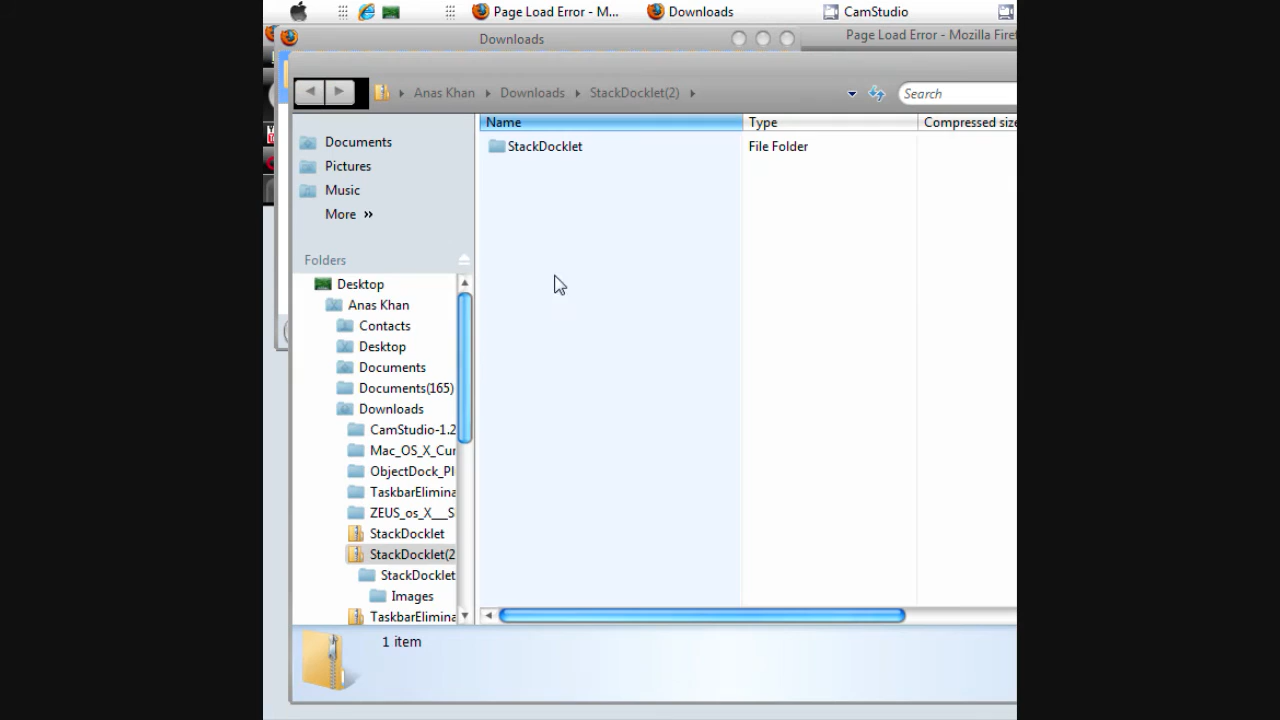 Page Load Error - M...
Downloads
CamStudio
Downloads
Page Load Error - Mozilla Firef
Anas Khan
Downloads
StackDocklet(2)
Search
Name
Type
Compressed size
StackDocklet
File Folder
Documents
Pictures
Music
More »
Folders
Desktop
Anas Khan
Contacts
Desktop
Documents
Documents(165)
Downloads
CamStudio-1.2
Mac_OS_X_Cur
ObjectDock_Pl
TaskbarElimina
ZEUS_os_X__S
StackDocklet
StackDocklet(2
StackDocklet
Images
TaskbarElimina
1 item